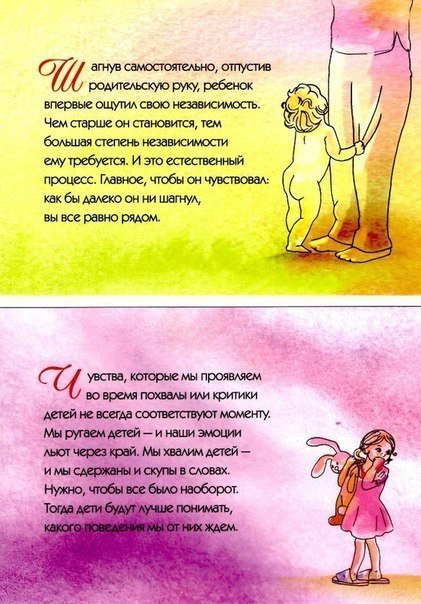 Шагнув самостоятельно, отпустив
родительскую руку, ребенок
впервые ощутил свою независимость.
Чем старше он становится, тем
большая степень независимости
ему требуется. И это естественный
процесс. Главное, чтобы он чувствовал:
как бы далеко он ни шагнул,
вы все равно рядом.
Чувства, которые мы проявляем
во время похвалы или критики
детей не всегда соответствуют моменту.
Мы ругаем детей — и наши эмоции
льют через край. Мы хвалим детей —
и мы сдержаны и скупы в словах.
Нужно, чтобы все было наоборот.
Тогда дети будут лучше понимать,
какого поведения мы от них ждем.